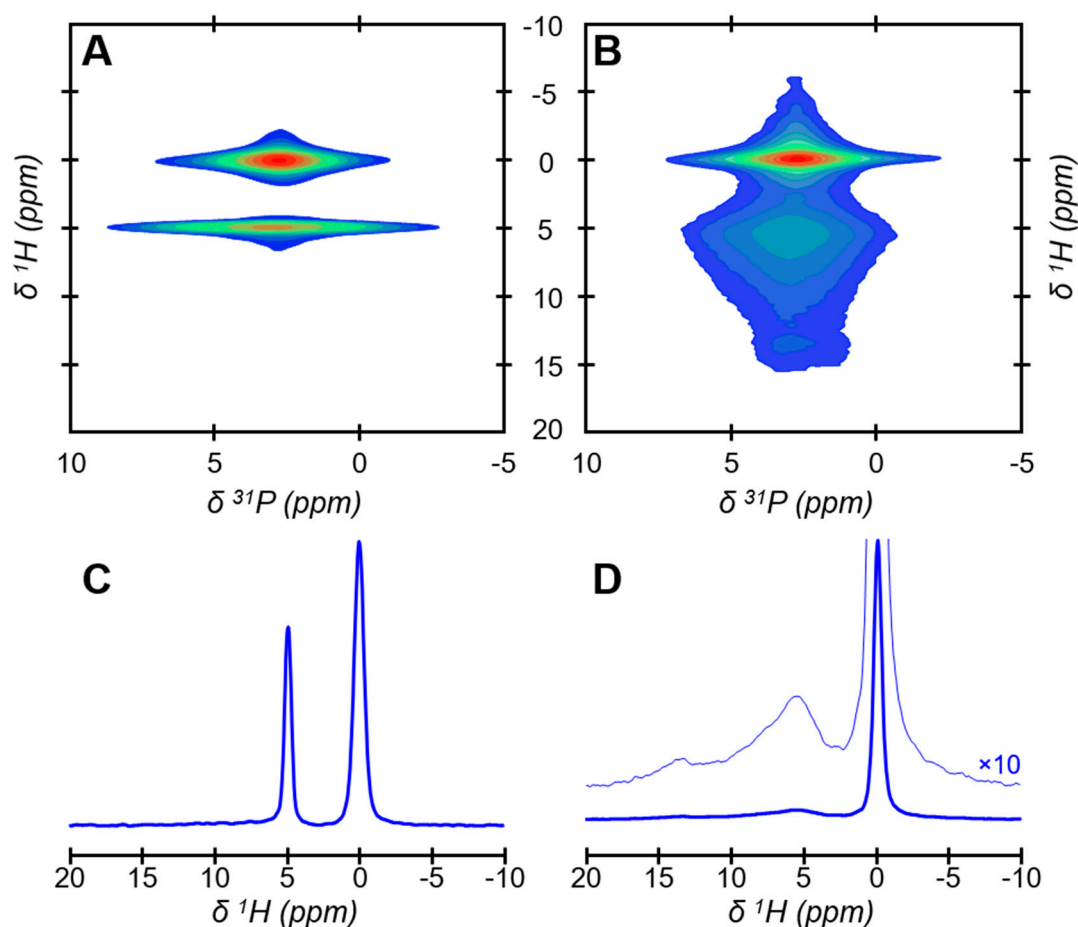 A
B
-10
-5
0
5
10
15
20
δ ¹H (ppm)
δ ¹H (ppm)
10 5 0 -5
10 5 0 -5
δ ³¹P (ppm)
δ ³¹P (ppm)
C
D
×10
20 15 10 5 0 -5 -10
20 15 10 5 0 -5 -10
δ ¹H (ppm)
δ ¹H (ppm)